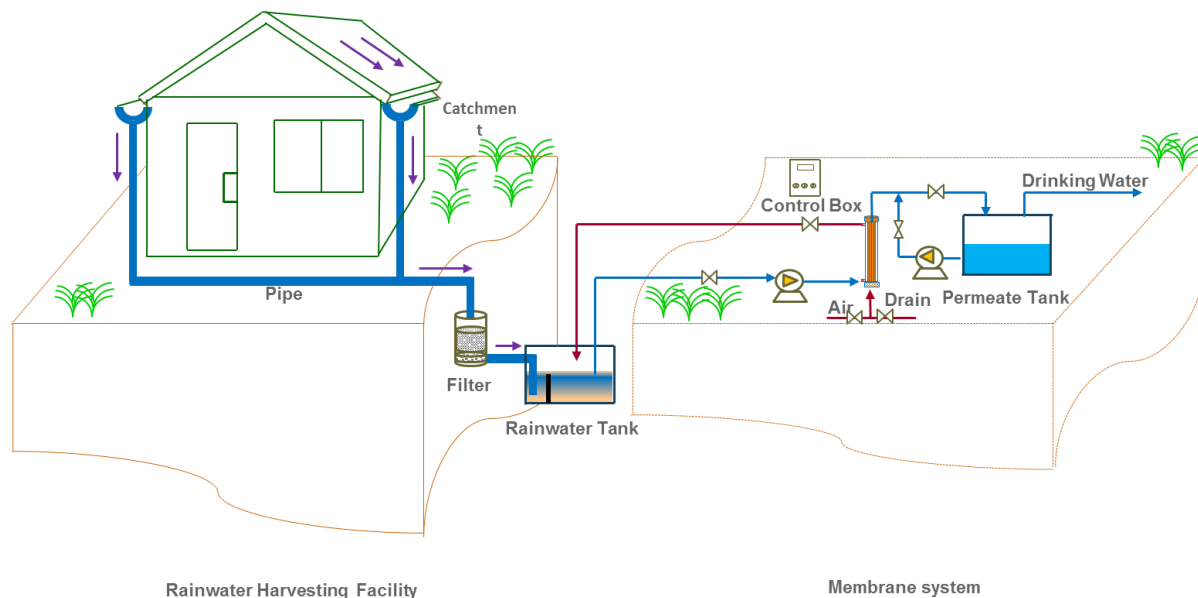 Catchmen
t
Pipe
Filter
Rainwater Tank
Control Box
Drinking Water
Air
Drain
Permeate Tank
Rainwater Harvesting Facility
Membrane system